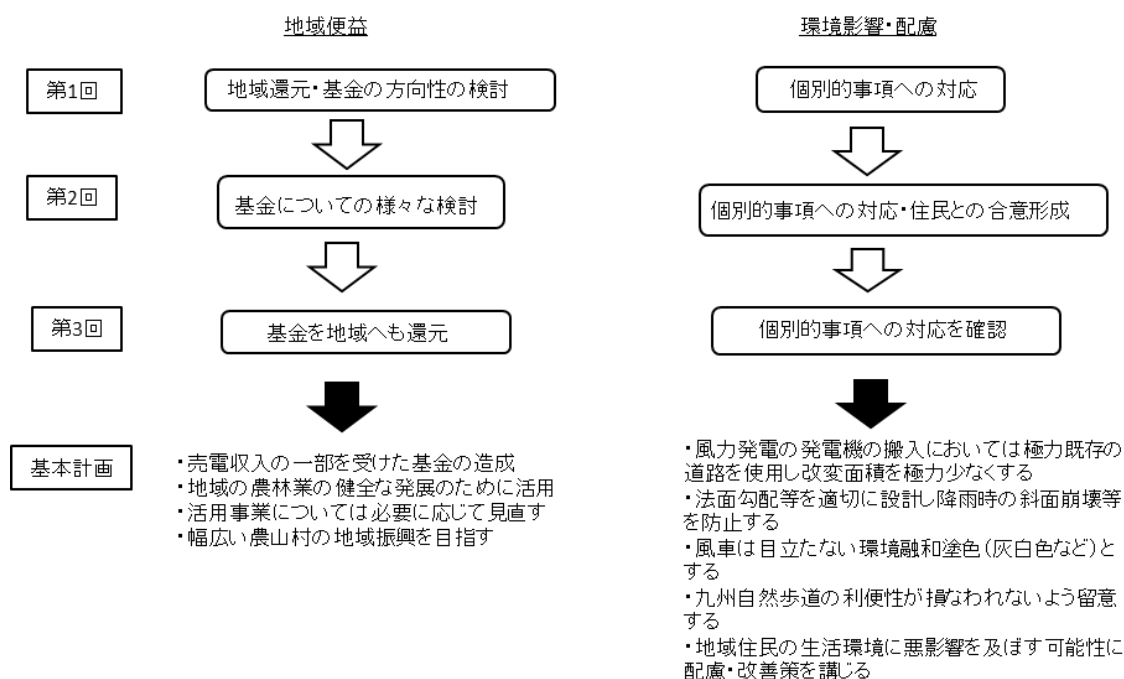 地域便益
環境影響・配慮
第1回
地域還元・基金の方向性の検討
個別的事項への対応
第2回
基金についての様々な検討
個別的事項への対応・住民との合意形成
第3回
基金を地域へも還元
個別的事項への対応を確認
基本計画
・売電収入の一部を受けた基金の造成
・地域の農林業の健全な発展のために活用
・活用事業については必要に応じて見直す
・幅広い農山村の地域振興を目指す
・風力発電の発電機の搬入においては極力既存の
道路を使用し改変面積を極力少なくする
・法面勾配等を適切に設計し降雨時の斜面崩壊等
を防止する
・風車は目立たない環境融和塗色(灰白色など)と
する
・九州自然歩道の利便性が損なわれないよう留意
する
・地域住民の生活環境に悪影響を及ぼす可能性に
配慮・改善策を講じる